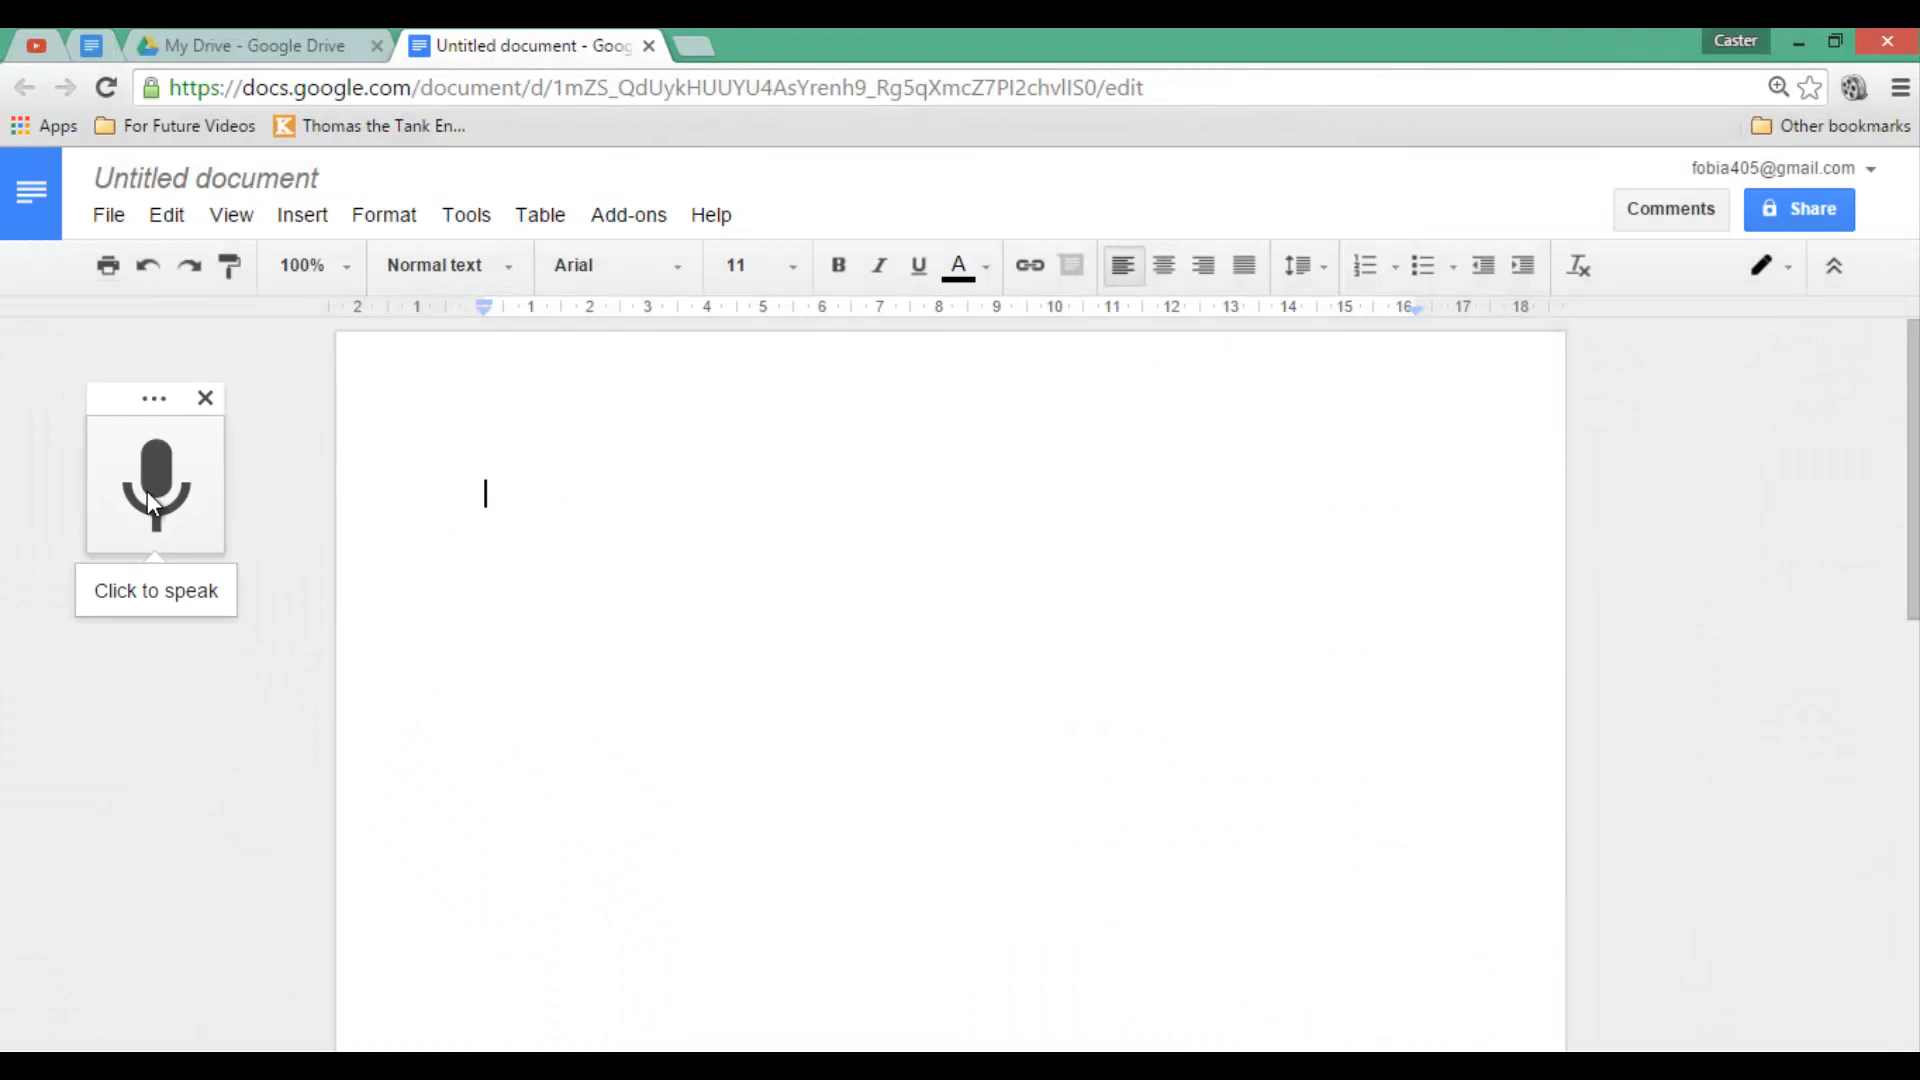 My Drive - Google Drive
Untitled document - Goog
Caster
https://docs.google.com/document/d/1mZS_QdUykHUUYU4AsYrenh9_Rg5qXmcZ7PI2chvlIS0/edit
Apps For Future Videos Thomas the Tank En... Other bookmarks
Untitled document
fobia405@gmail.com
File Edit View Insert Format Tools Table Add-ons Help
Comments Share
100% Normal text Arial 11 B I U A
2 1 1 2 3 4 5 6 7 8 9 10 11 12 13 14 15 16 17 18
Click to speak